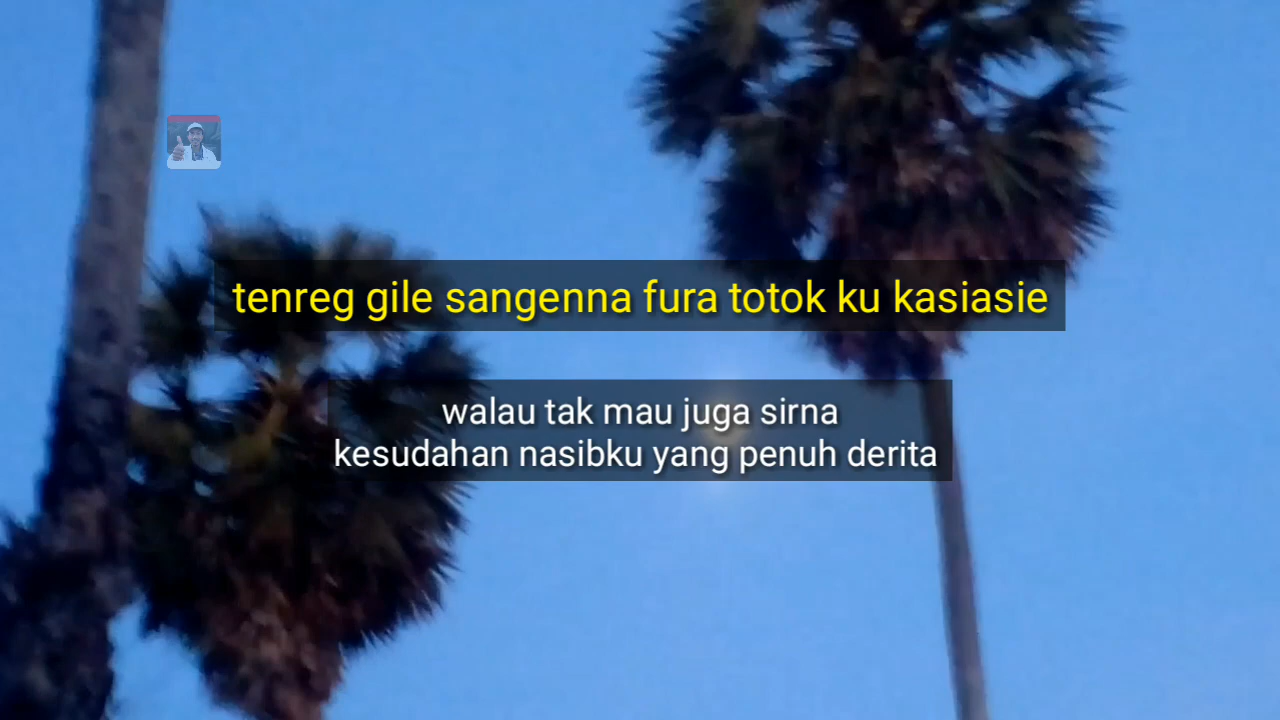 tenreg gile sangenna fura totok ku kasiasie
walau tak mau juga sirna
kesudahan nasibku yang penuh derita